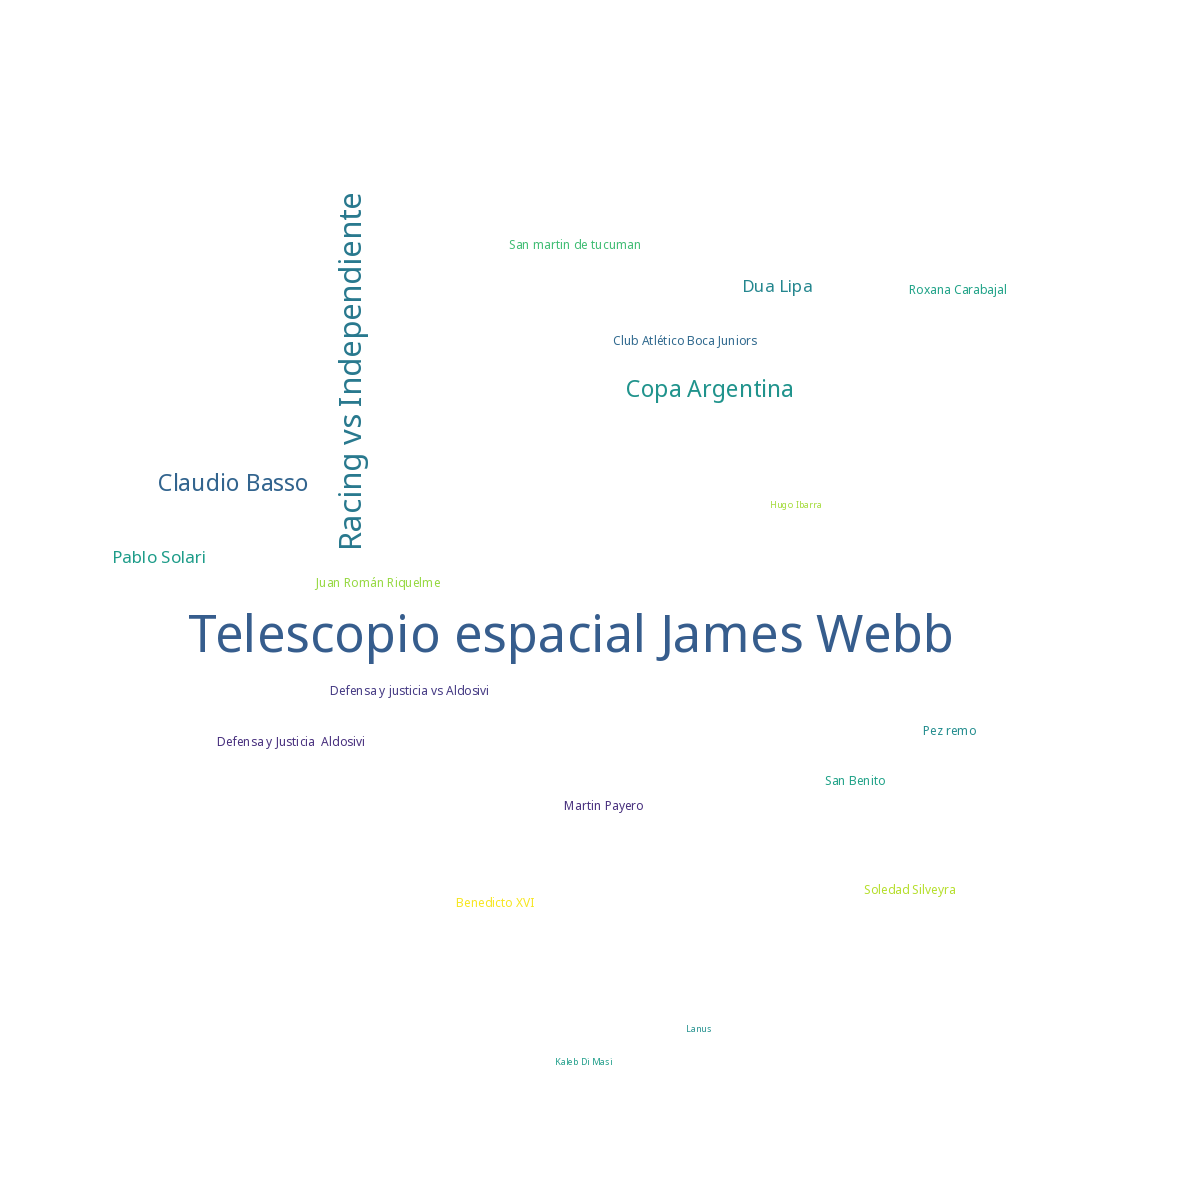 Racing vs Independiente
San martin de tucuman
Dua Lipa
Roxana Carabajal
Club Atlético Boca Juniors
Copa Argentina
Claudio Basso
Hugo Ibarra
Pablo Solari
Juan Román Riquelme
Telescopio espacial James Webb
Defensa y justicia vs Aldosivi
Pez remo
Defensa y Justicia  Aldosivi
San Benito
Martin Payero
Soledad Silveyra
Benedicto XVI
Lanus
Kaleb Di Masi